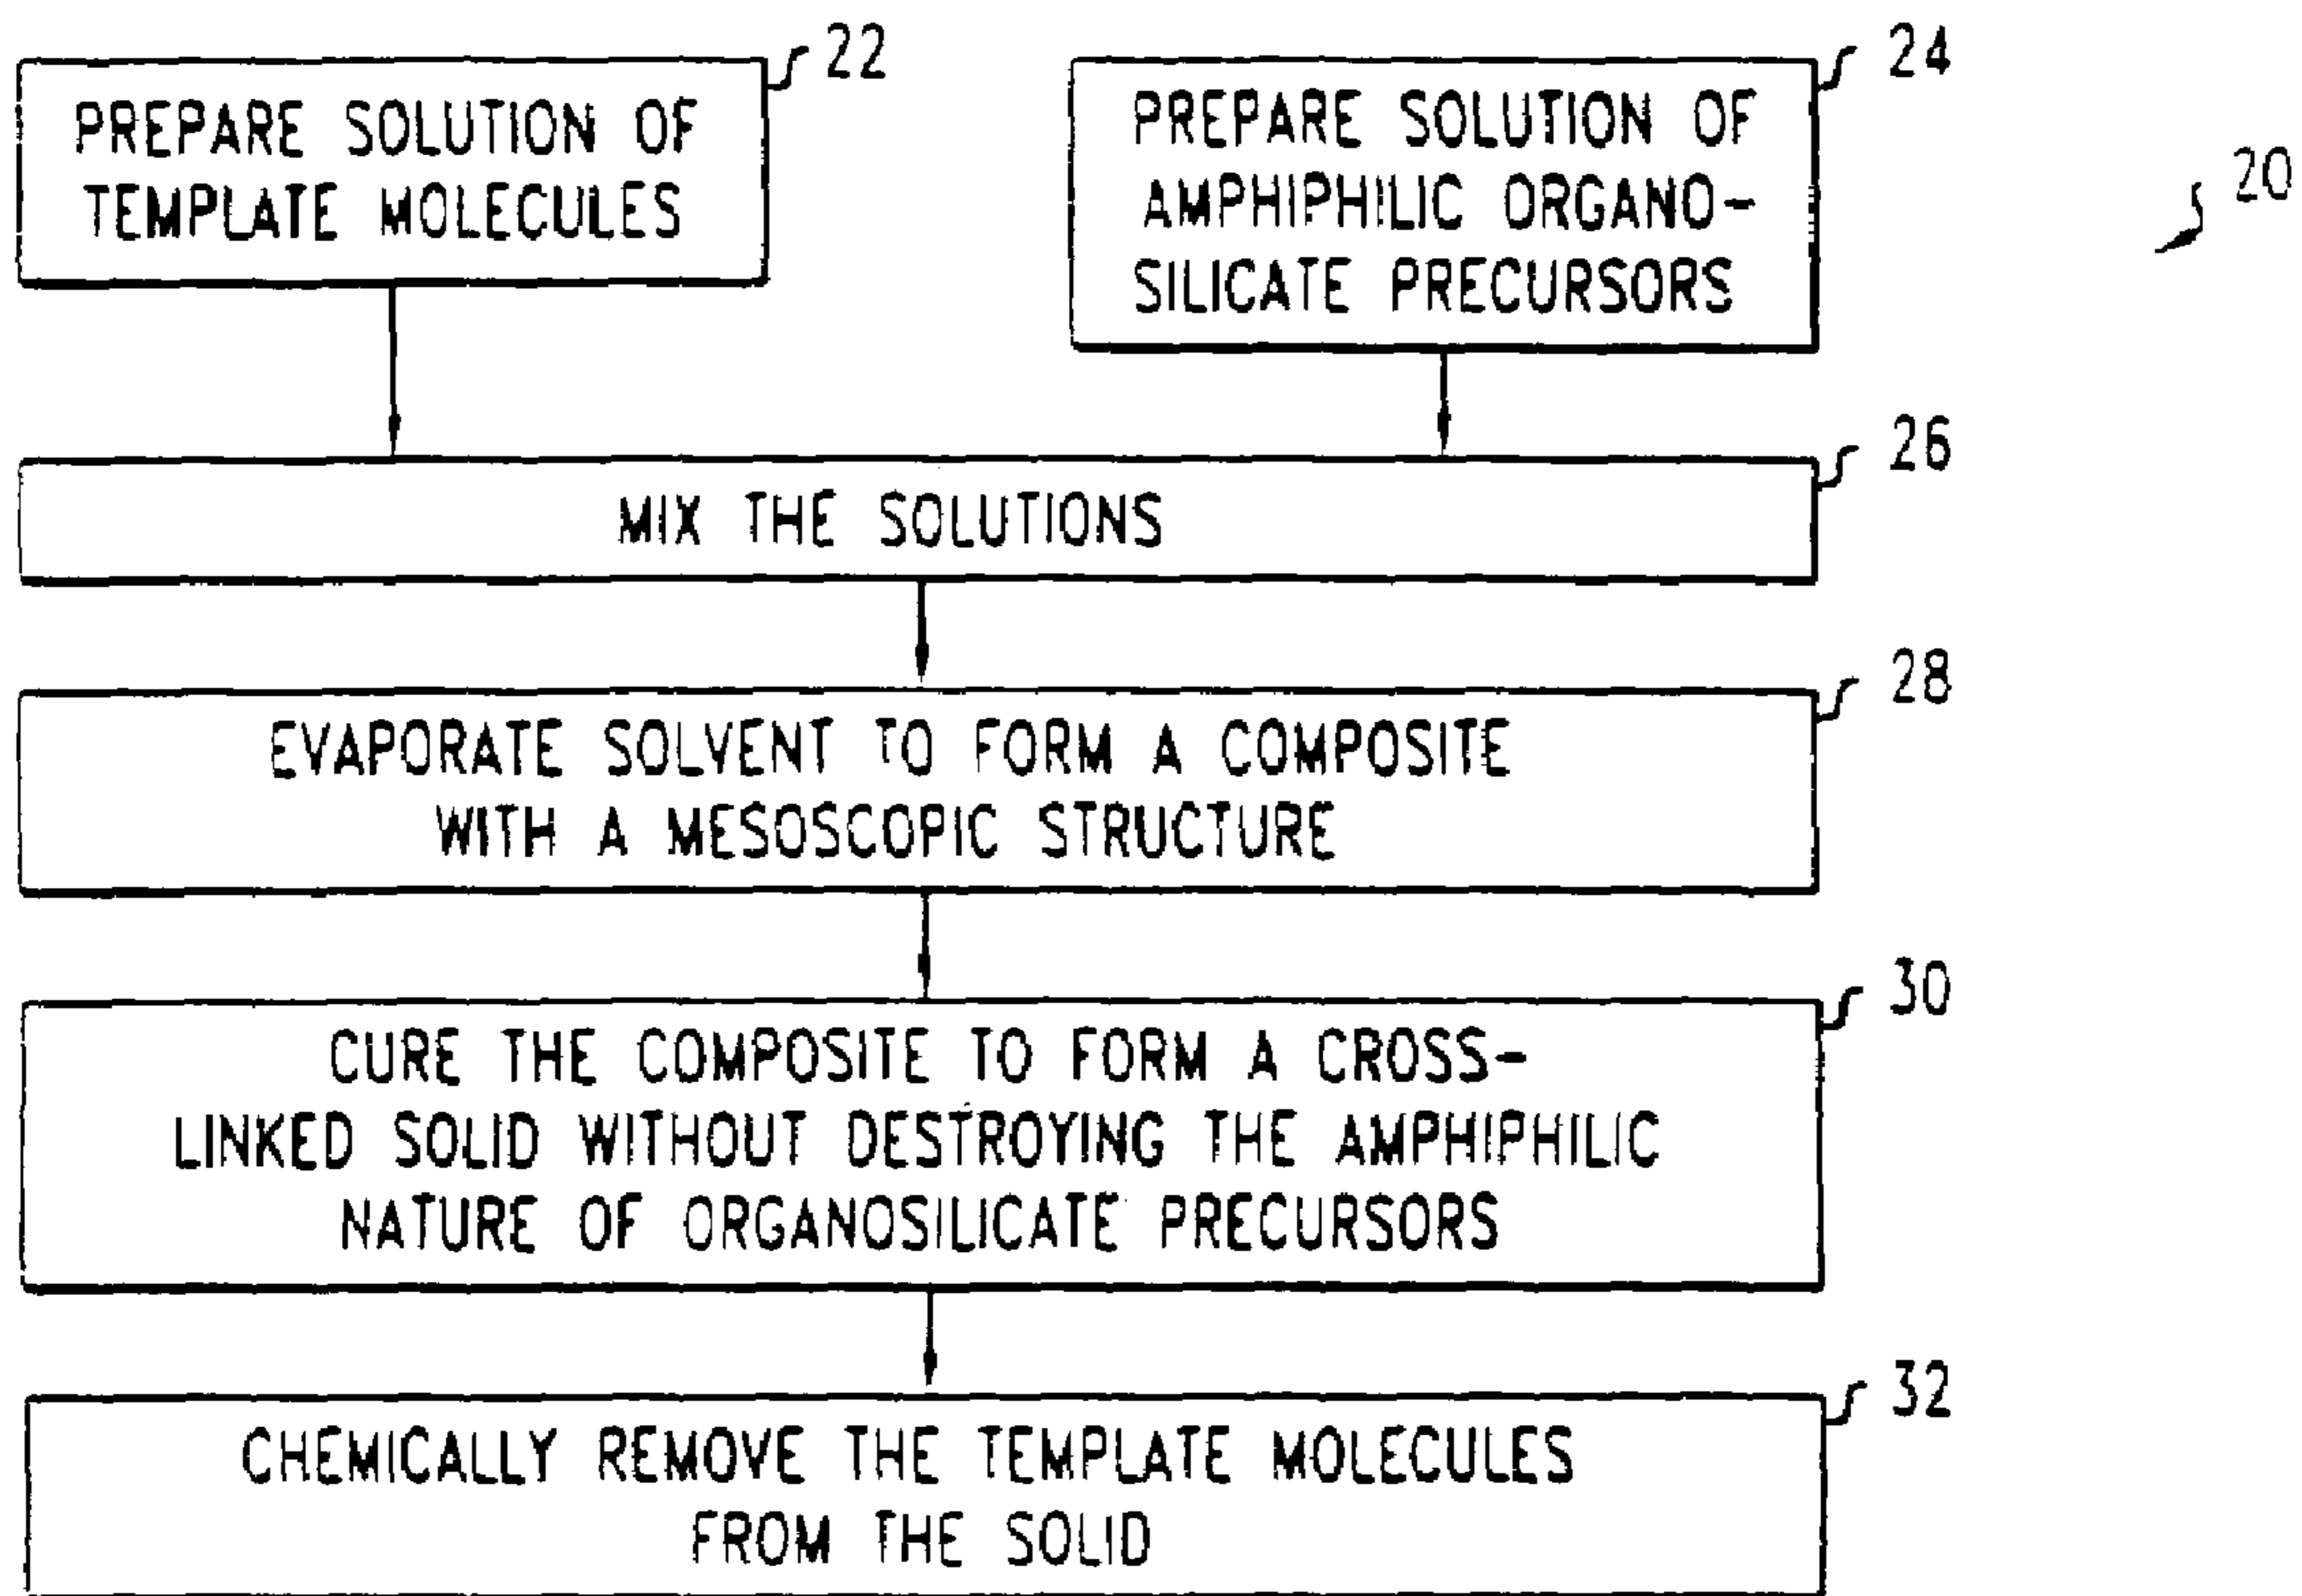 22
PREPARE SOLUTION OF
TEMPLATE MOLECULES
24
PREPARE SOLUTION OF
AMPHIPHILIC ORGANO-
SILICATE PRECURSORS
20
26
MIX THE SOLUTIONS
28
EVAPORATE SOLVENT TO FORM A COMPOSITE
WITH A MESOSCOPIC STRUCTURE
30
CURE THE COMPOSITE TO FORM A CROSS-
LINKED SOLID WITHOUT DESTROYING THE AMPHIPHILIC
NATURE OF ORGANOSILICATE PRECURSORS
32
CHEMICALLY REMOVE THE TEMPLATE MOLECULES
FROM THE SOLID